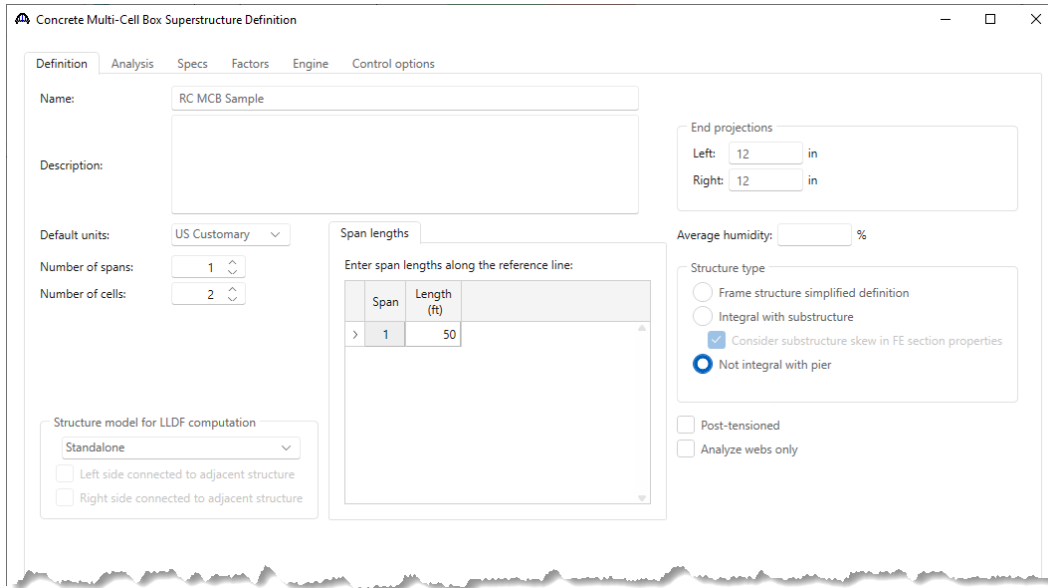 Concrete Multi-Cell Box Superstructure Definition
Definition Analysis Specs Factors Engine Control options
Name: RC MCB Sample
Description:
Default units: US Customary
Number of spans: 1
Number of cells: 2
Structure model for LLDF computation
Standalone
Left side connected to adjacent structure
Right side connected to adjacent structure
Span lengths
Enter span lengths along the reference line:
Span Length (ft)
1 50
End projections
Left: 12 in
Right: 12 in
Average humidity: %
Structure type
Frame structure simplified definition
Integral with substructure
Consider substructure skew in FE section properties
Not integral with pier
Post-tensioned
Analyze webs only